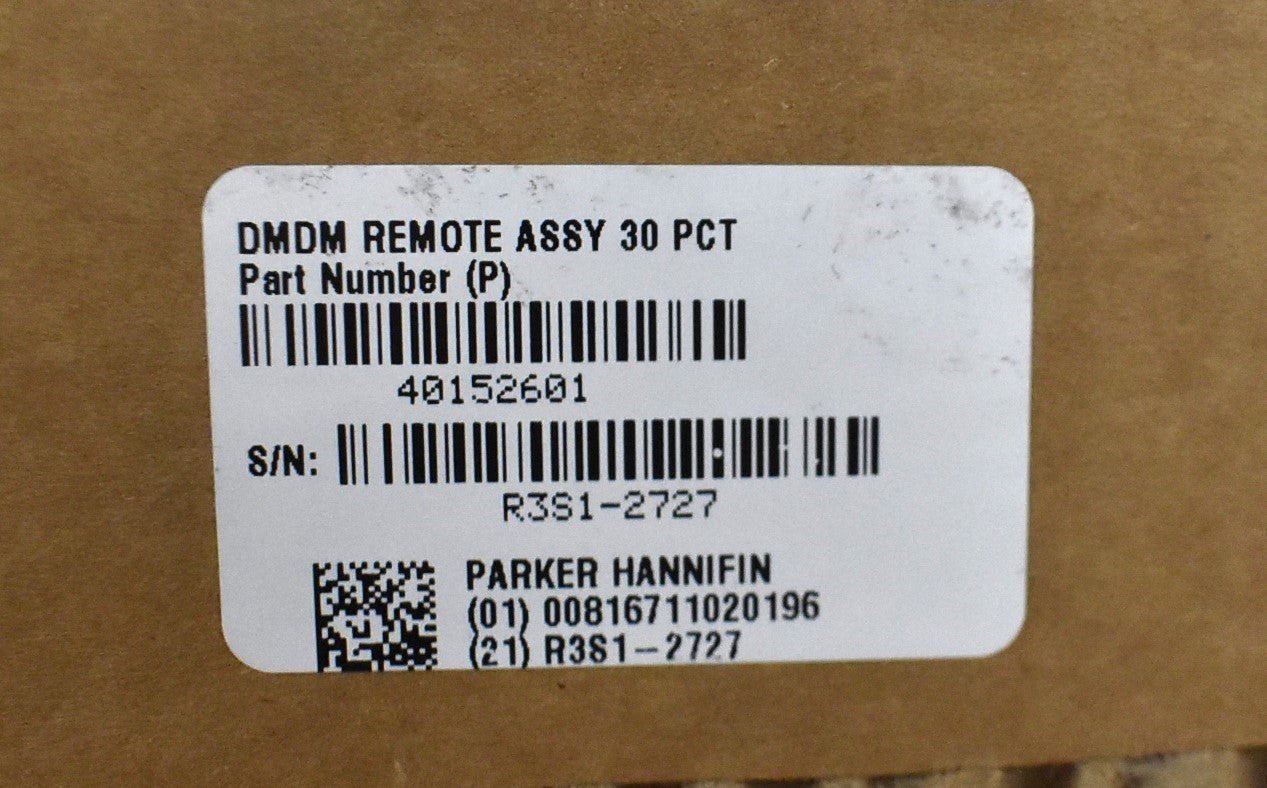 DMDM REMOTE ASSY 30 PCT
Part Number (P)
40152601
S/N:
R3S1-2727
PARKER HANNIFIN
(01) 00816711020196
(21) R3S1-2727